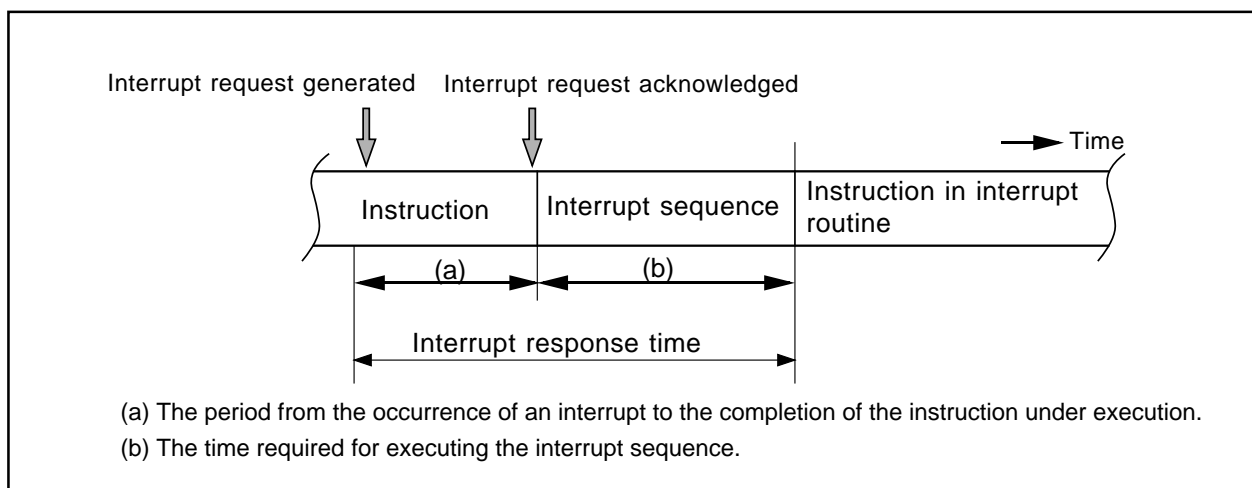 Interrupt request generated
Interrupt request acknowledged
Time
Instruction
Interrupt sequence
Instruction in interrupt
routine
(a)
(b)
Interrupt response time
(a) The period from the occurrence of an interrupt to the completion of the instruction under execution.
(b) The time required for executing the interrupt sequence.